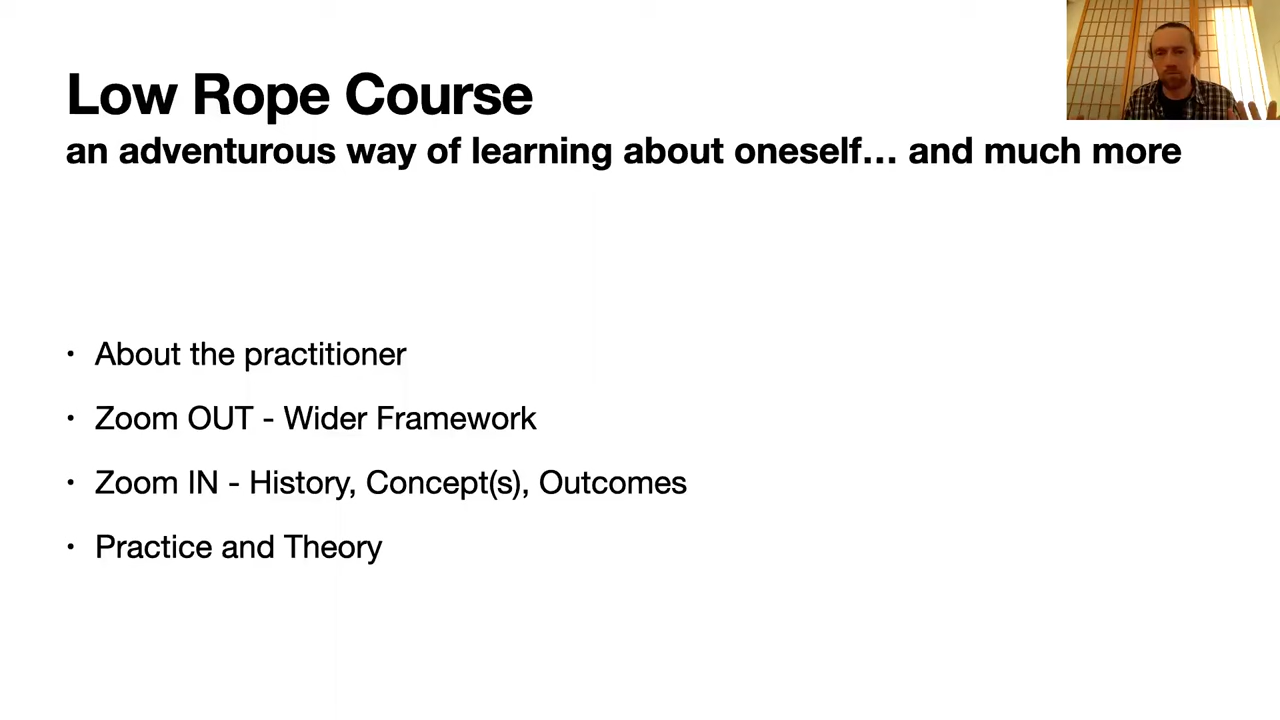 Low Rope Course
an adventurous way of learning about oneself... and much more
• About the practitioner
• Zoom OUT - Wider Framework
• Zoom IN - History, Concept(s), Outcomes
• Practice and Theory